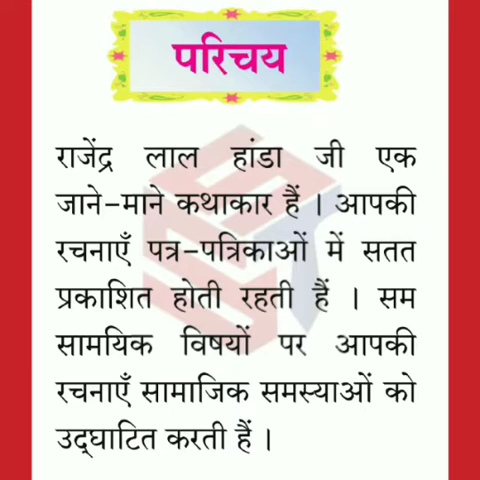 परिचय
राजेंद्र लाल हांडा जी एक
जाने-माने कथाकार हैं । आपकी
रचनाएँ पत्र-पत्रिकाओं में सतत
प्रकाशित होती रहती हैं । सम
सामयिक विषयों पर आपकी
रचनाएँ सामाजिक समस्याओं को
उद्घाटित करती हैं ।